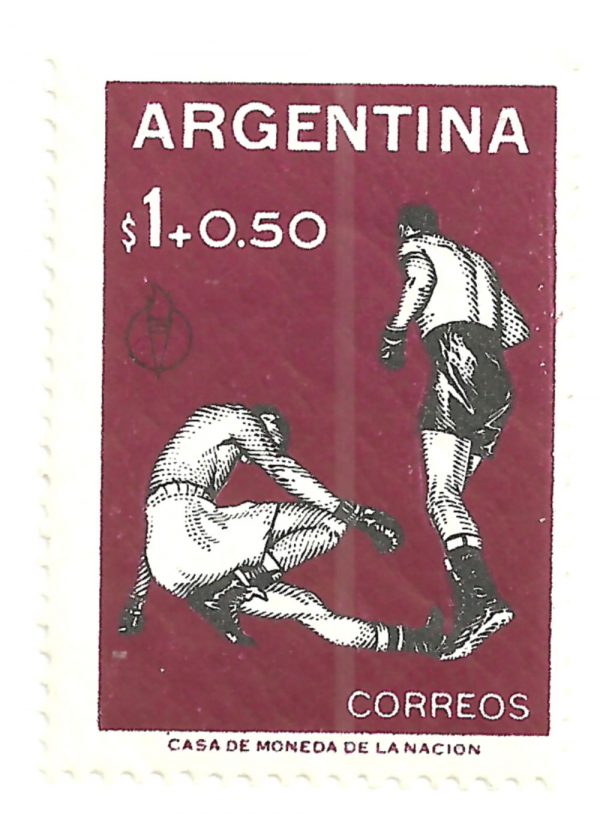 ARGENTINA
$1+0.50
CORREOS
CASA DE MONEDA DE LA NACION